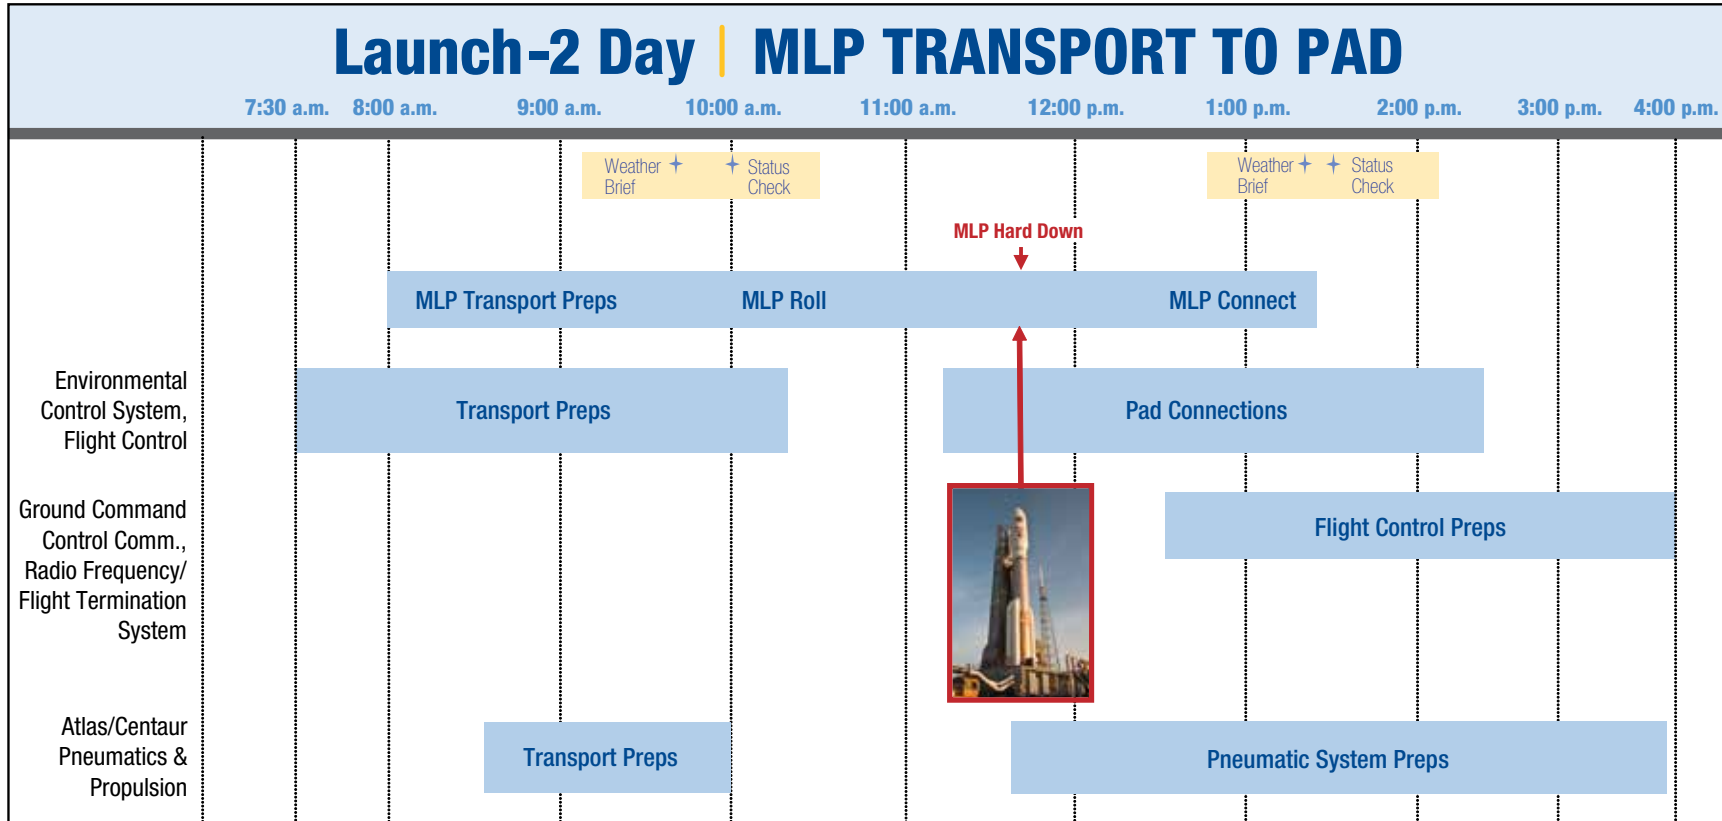 Launch-2 Day | MLP TRANSPORT TO PAD
7:30 a.m. 8:00 a.m. 9:00 a.m. 10:00 a.m. 11:00 a.m. 12:00 p.m. 1:00 p.m. 2:00 p.m. 3:00 p.m. 4:00 p.m.
Weather
Brief
Status
Check
Weather
Brief
Status
Check
MLP Hard Down
MLP Transport Preps MLP Roll MLP Connect
Environmental
Control System,
Flight Control
Transport Preps
Pad Connections
Ground Command
Control Comm.,
Radio Frequency/
Flight Termination
System
Flight Control Preps
Atlas/Centaur
Pneumatics &
Propulsion
Transport Preps
Pneumatic System Preps